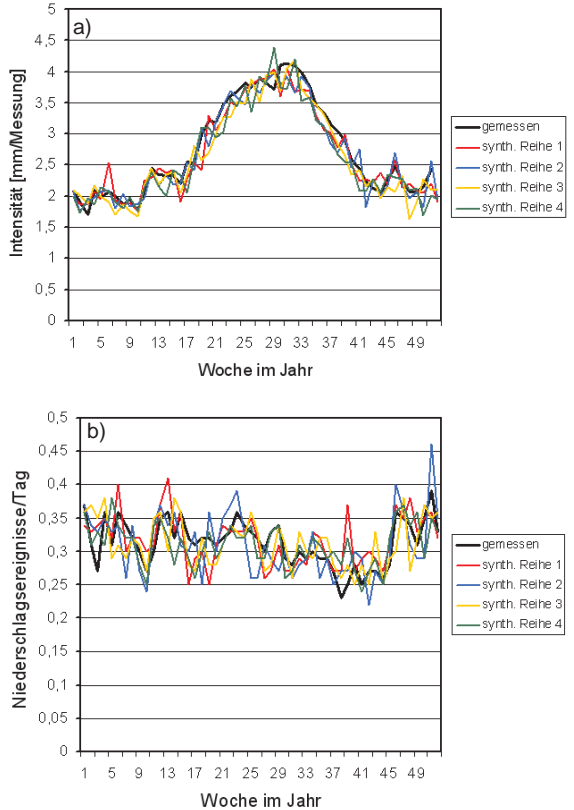 a)
Intensität [mm/Messung]
5
4,5
4
3,5
3
2,5
2
1,5
1
0,5
0
1 5 9 13 17 21 25 29 33 37 41 45 49
Woche im Jahr
gemessen
synth. Reihe 1
synth. Reihe 2
synth. Reihe 3
synth. Reihe 4
b)
Niederschlagsereignisse/Tag
0,5
0,45
0,4
0,35
0,3
0,25
0,2
0,15
0,1
0,05
0
1 5 9 13 17 21 25 29 33 37 41 45 49
Woche im Jahr
gemessen
synth. Reihe 1
synth. Reihe 2
synth. Reihe 3
synth. Reihe 4